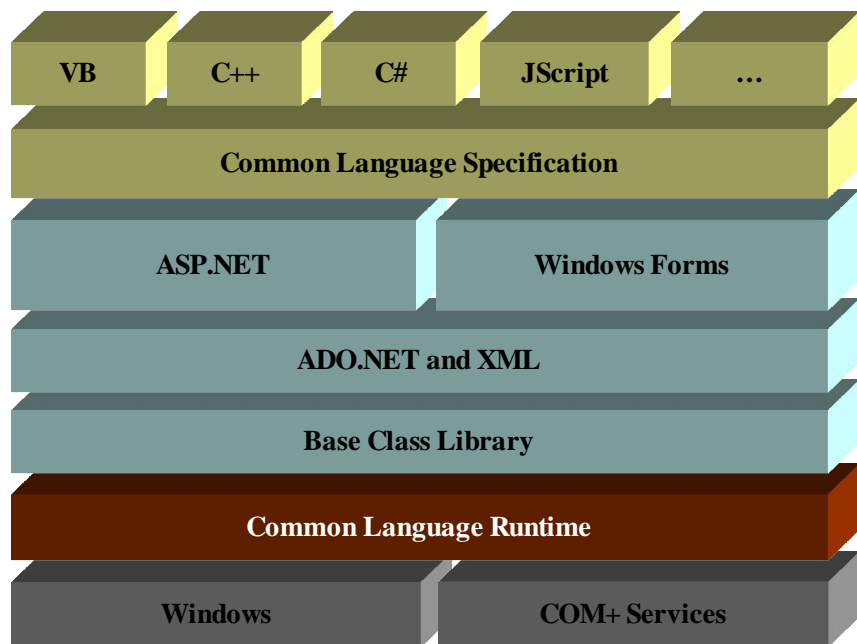 VB
C++
C#
JScript
…
Common Language Specification
ASP.NET
Windows Forms
ADO.NET and XML
Base Class Library
Common Language Runtime
Windows
COM+ Services